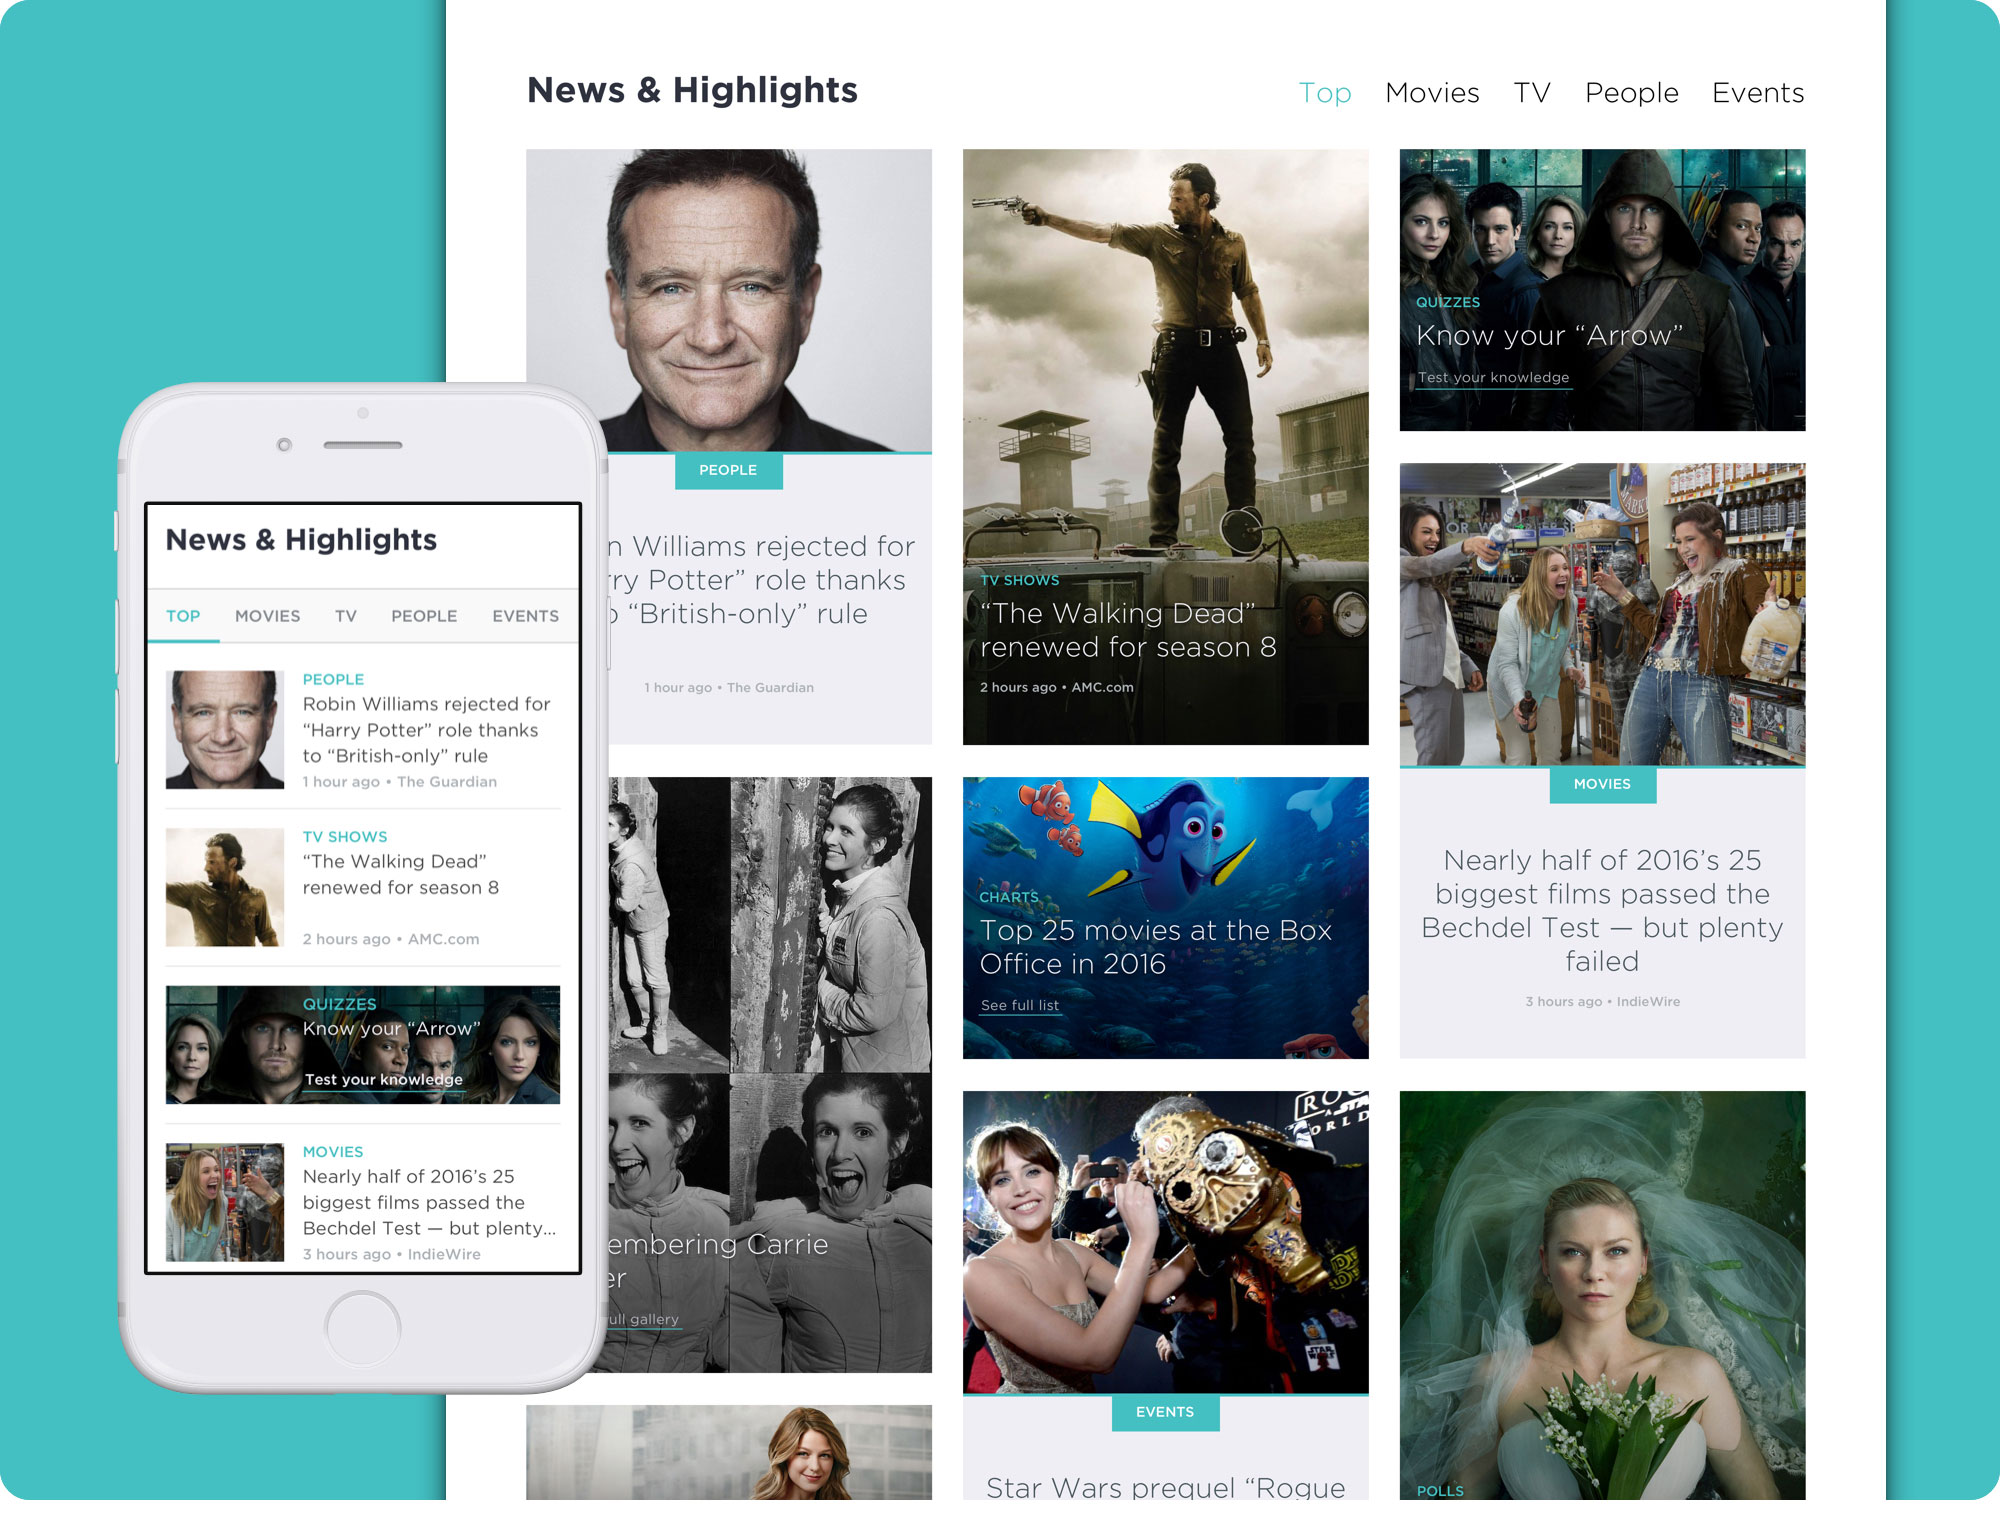 News & Highlights
Top Movies TV People Events
PEOPLE
n Williams rejected for
rry Potter” role thanks
“British-only” rule
1 hour ago • The Guardian
TV SHOWS
“The Walking Dead”
renewed for season 8
2 hours ago • AMC.com
QUIZZES
Know your “Arrow”
Test your knowledge
MOVIES
Nearly half of 2016’s 25
biggest films passed the
Bechdel Test — but plenty
failed
3 hours ago • IndieWire
embering Carrie
er
ull gallery
CHARTS
Top 25 movies at the Box
Office in 2016
See full list
EVENTS
Star Wars prequel “Rogue
POLLS
News & Highlights
TOP MOVIES TV PEOPLE EVENTS
PEOPLE
Robin Williams rejected for
“Harry Potter” role thanks
to “British-only” rule
1 hour ago • The Guardian
TV SHOWS
“The Walking Dead”
renewed for season 8
2 hours ago • AMC.com
QUIZZES
Know your “Arrow”
Test your knowledge
MOVIES
Nearly half of 2016’s 25
biggest films passed the
Bechdel Test — but plenty...
3 hours ago • IndieWire